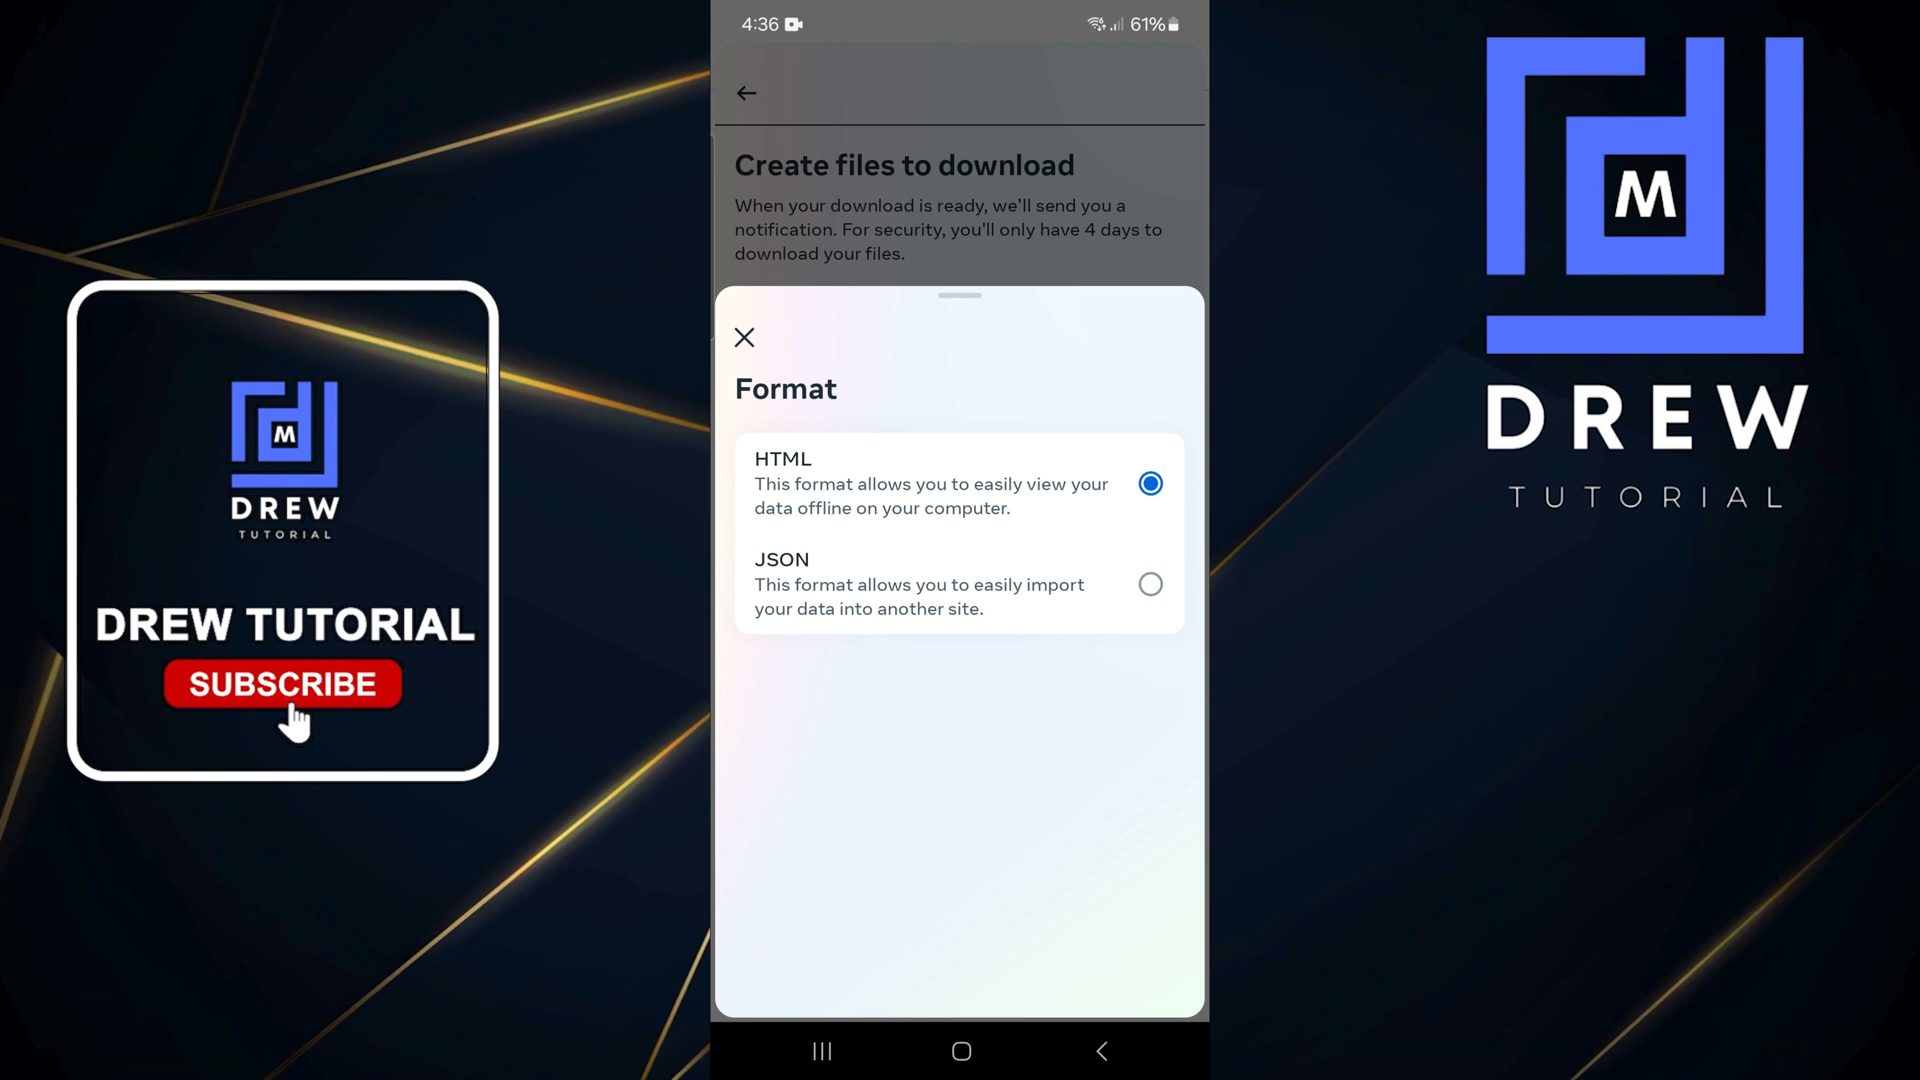 4:36
61%
Create files to download
When your download is ready, we'll send you a
notification. For security, you'll only have 4 days to
download your files.
Format
HTML
This format allows you to easily view your
data offline on your computer.
JSON
This format allows you to easily import
your data into another site.
M
DREW
TUTORIAL
DREW TUTORIAL
SUBSCRIBE
M
DREW
TUTORIAL